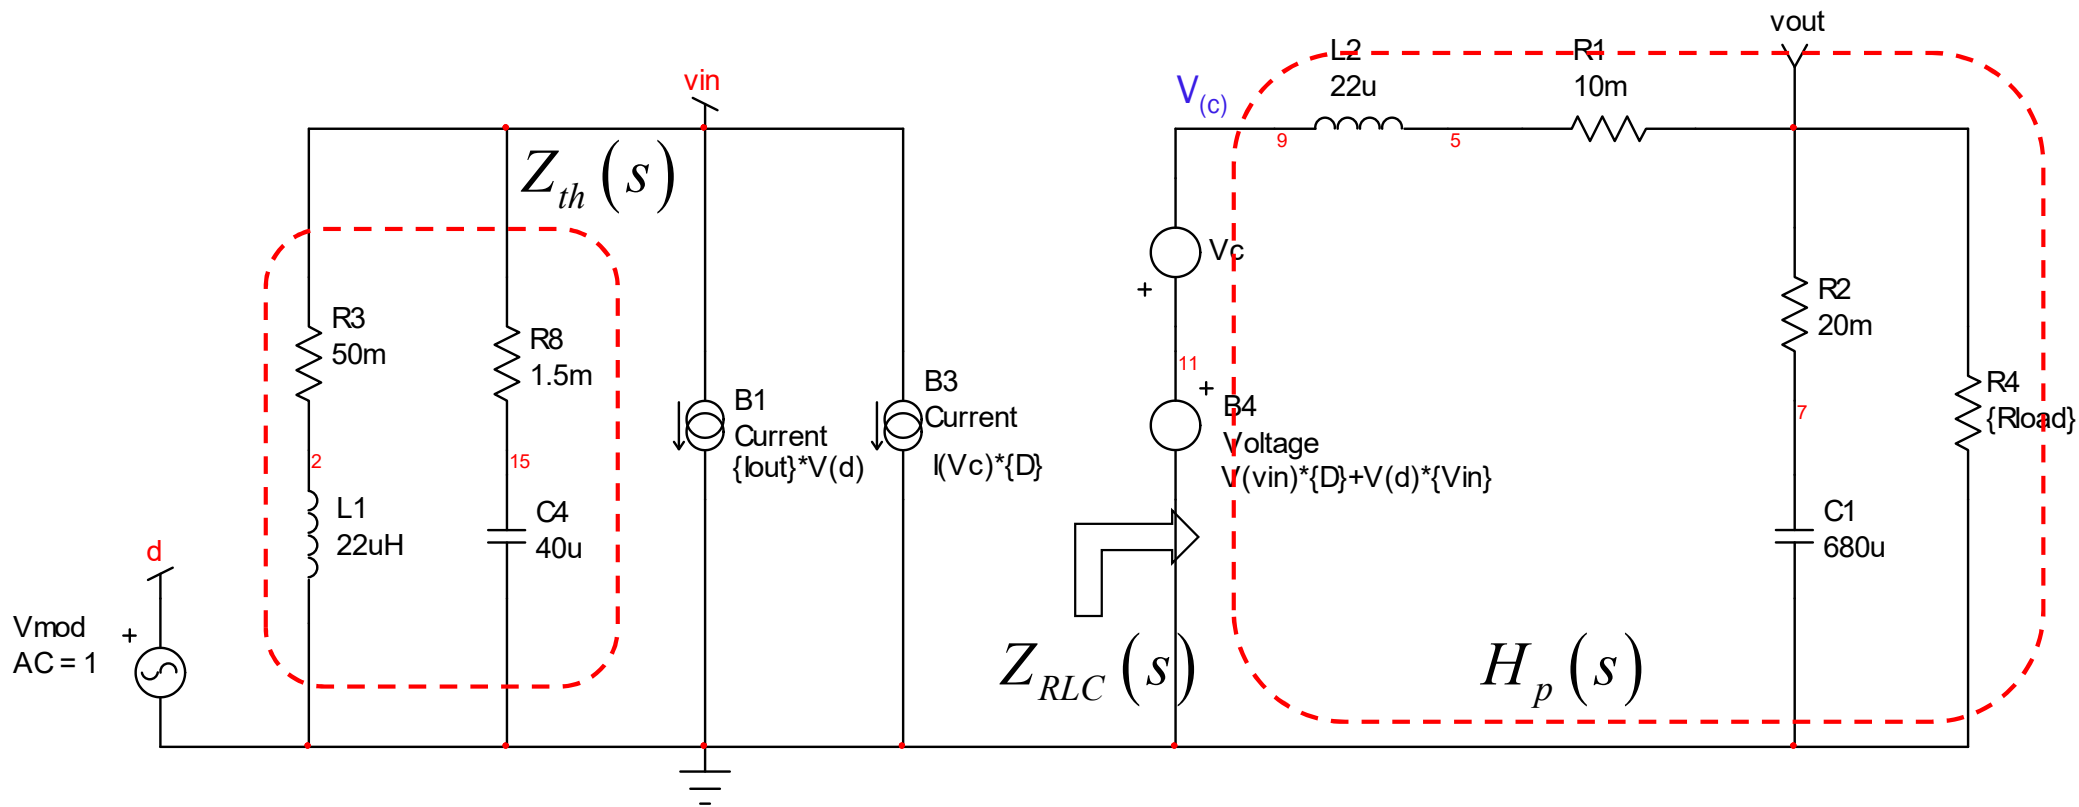 vout
L2
22u
R1
10m
vin
V(c)
9
5
Zth(s)
Vc
+
R3
50m
R8
1.5m
R2
20m
11
+
B4
Voltage
V(vin)*{D}+V(d)*{Vin}
B1
Current
{Iout}*V(d)
B3
Current
I(Vc)*{D}
R4
{Rload}
7
2
15
L1
22uH
C4
40u
C1
680u
d
Vmod
AC = 1
+
ZRLC(s)
Hp(s)